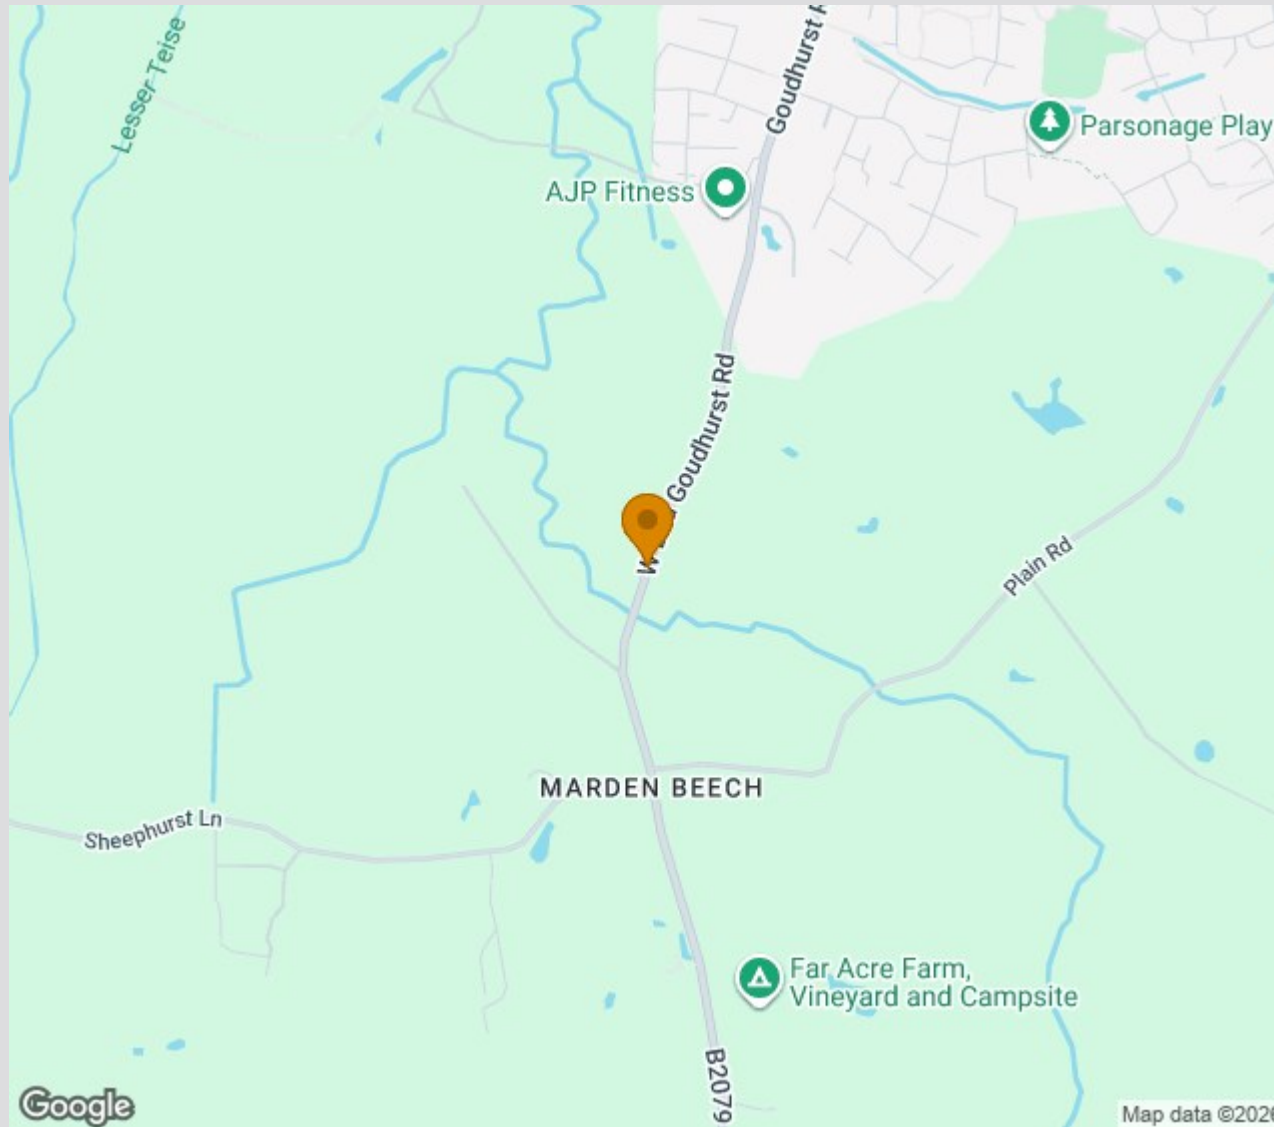 Lesser Teise
Goudhurst R
Parsonage Play
AJP Fitness
Goudhurst Rd
Plain Rd
MARDEN BEECH
Sheephurst Ln
Far Acre Farm,
Vineyard and Campsite
B2079
Google
Map data ©2026